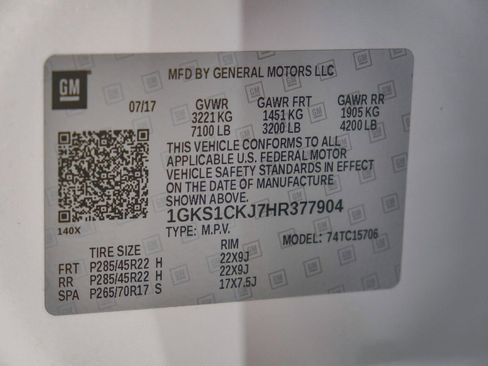 GM
MFD BY GENERAL MOTORS LLC
07/17 GVWR GAWR FRT GAWR RR
3221 KG 1451 KG 1905 KG
7100 LB 3200 LB 4200 LB
THIS VEHICLE CONFORMS TO ALL
APPLICABLE U.S. FEDERAL MOTOR
VEHICLE SAFETY STANDARDS IN EFFECT
ON THE DATE OF MANUFACTURE
SHOWN ABOVE.
1GKS1CKJ7HR377904
140X TYPE: M.P.V. MODEL: 74TC15706
TIRE SIZE RIM
FRT P285/45R22 H 22X9J
RR P285/45R22 H 22X9J
SPA P265/70R17 S 17X7.5J